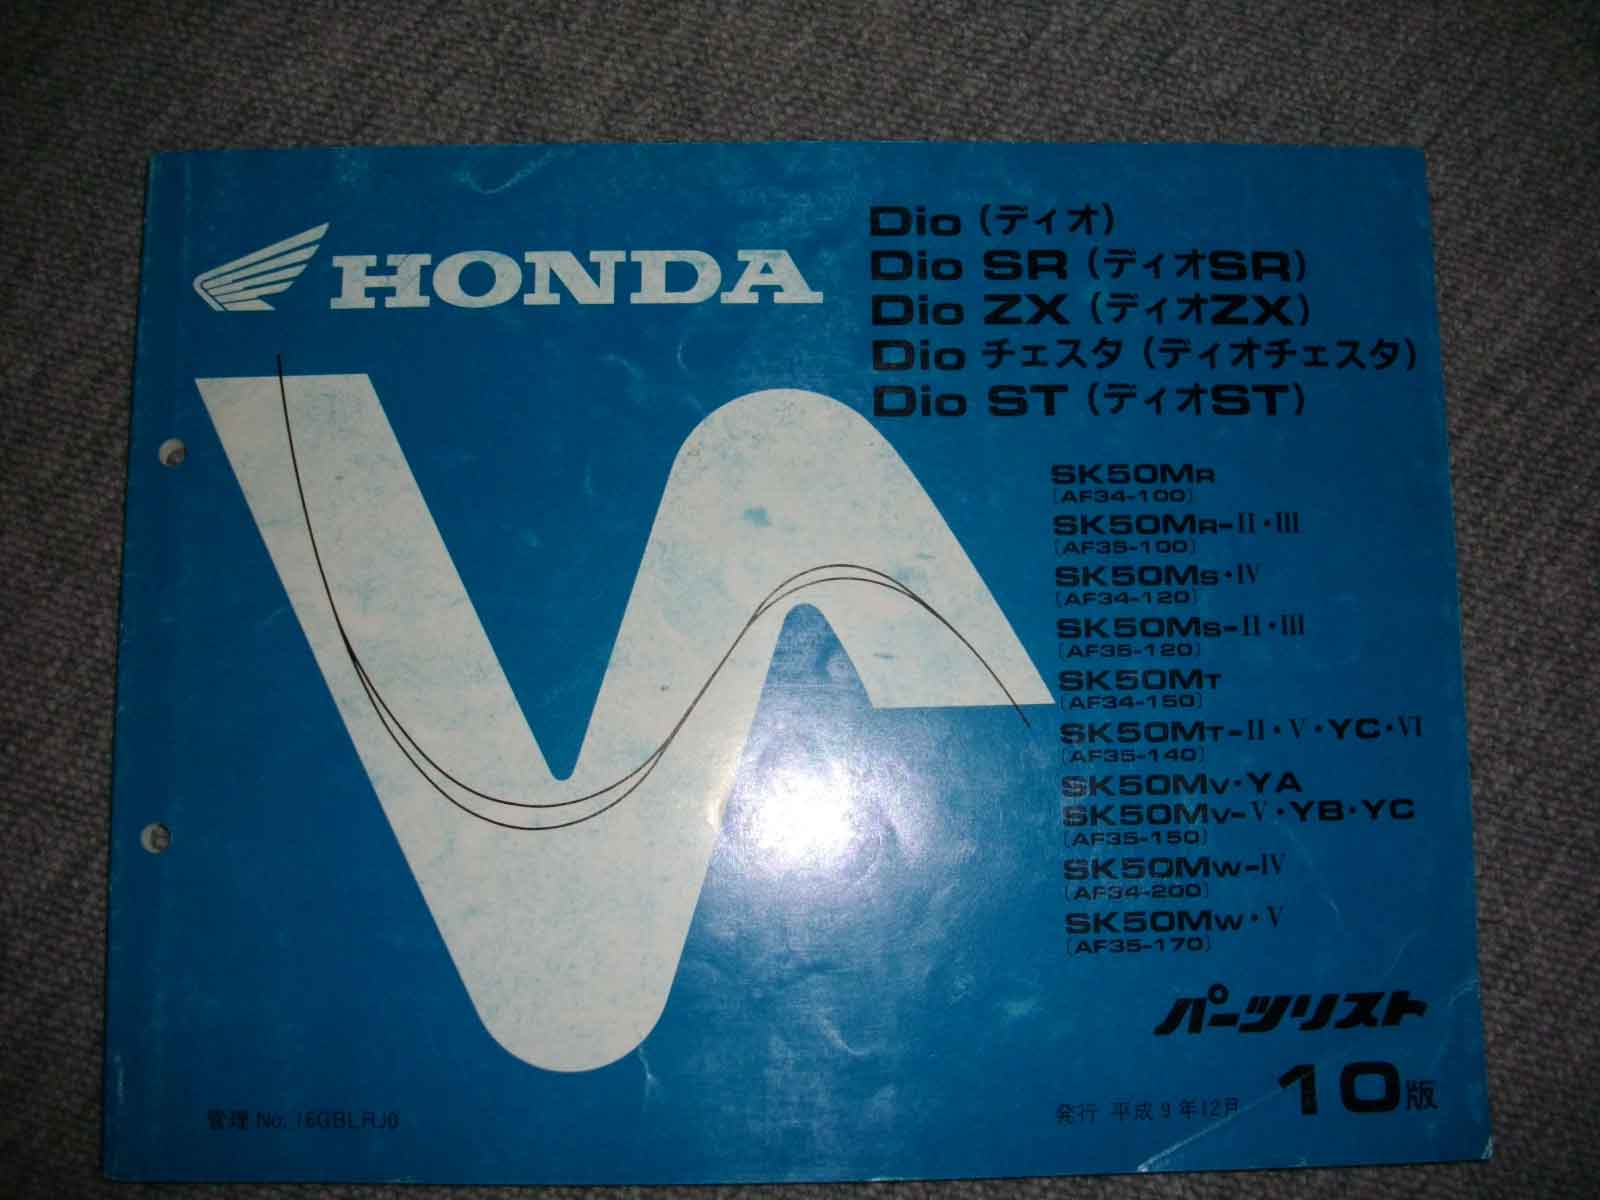 HONDA
Dio (ディオ)
Dio SR (ディオSR)
Dio ZX (ディオZX)
Dio チェスタ (ディオチェスタ)
Dio ST (ディオST)
SK50MR
[AF34-100]
SK50MR-II・III
[AF35-100]
SK50MS・IV
[AF34-120]
SK50MS-II・III
[AF35-120]
SK50MT
[AF34-150]
SK50MT-II・V・YC・VI
[AF35-140]
SK50MV・YA
SK50MV-V・YB・YC
[AF35-150]
SK50MW-IV
[AF34-200]
SK50MW・V
[AF35-170]
パーツリスト
10版
発行 平成9年12月
管理 No. 16GBLRJ0